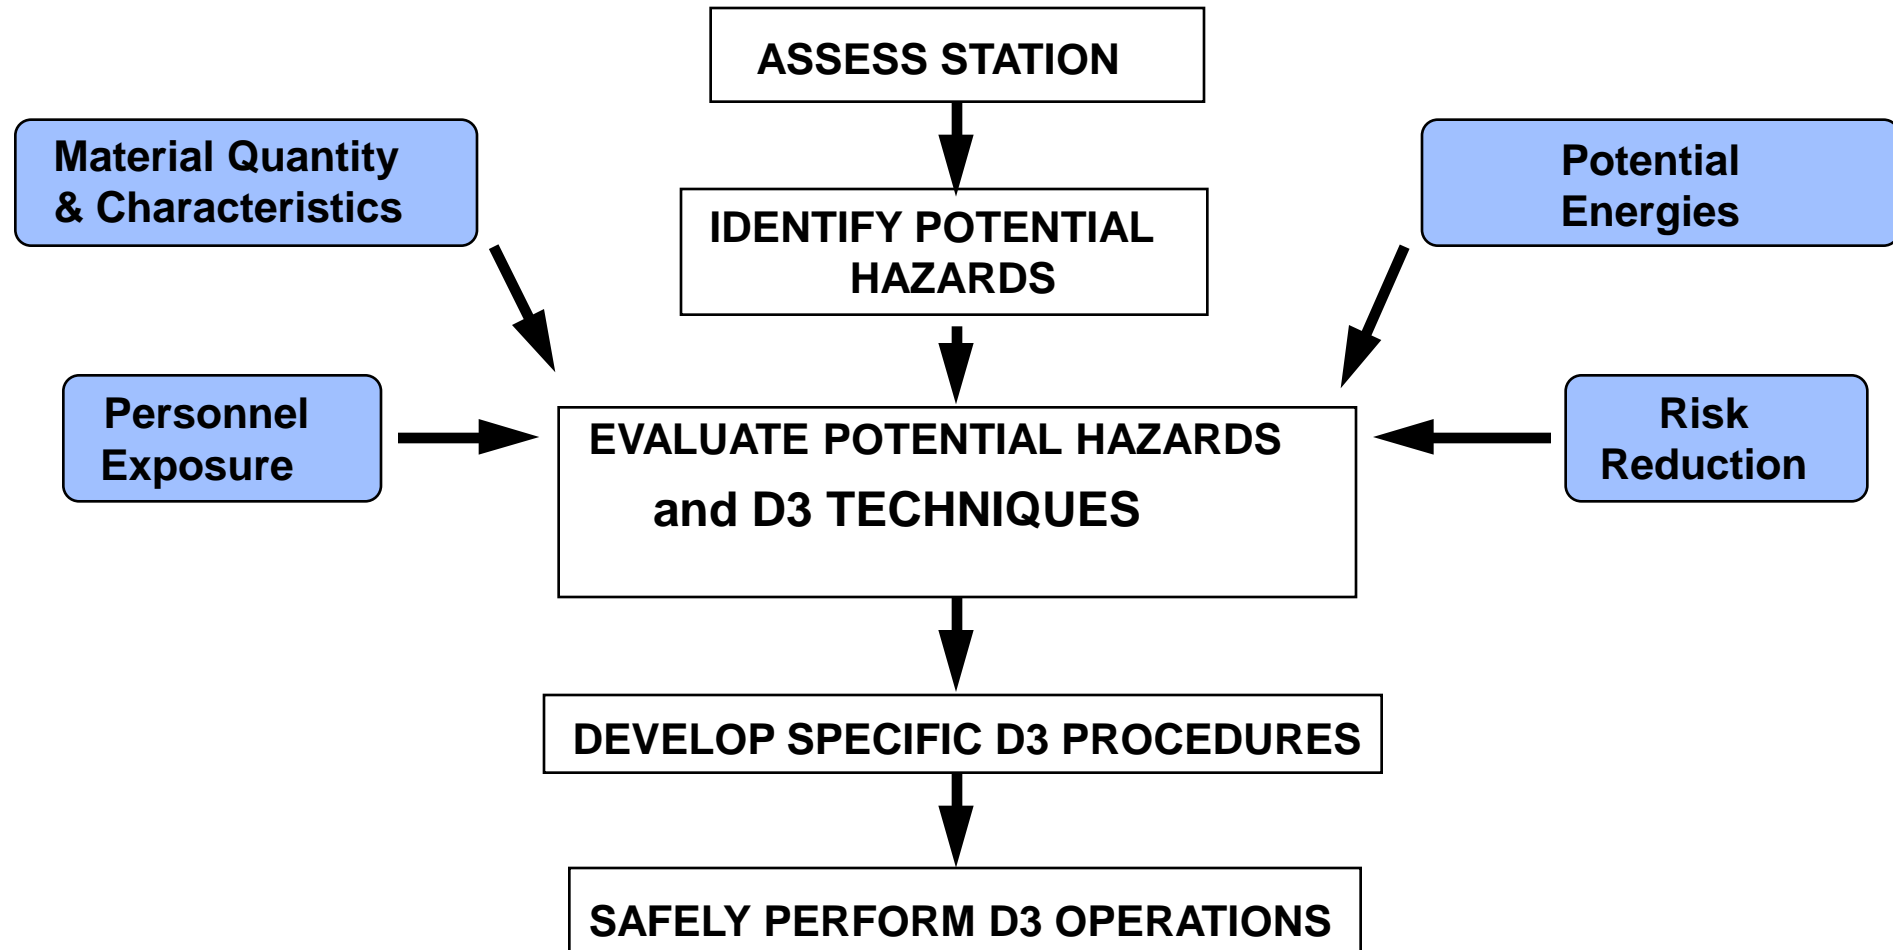 ASSESS STATION
Material Quantity
& Characteristics
Potential
Energies
IDENTIFY POTENTIAL
HAZARDS
Personnel
Exposure
EVALUATE POTENTIAL HAZARDS
and D3 TECHNIQUES
Risk
Reduction
DEVELOP SPECIFIC D3 PROCEDURES
SAFELY PERFORM D3 OPERATIONS